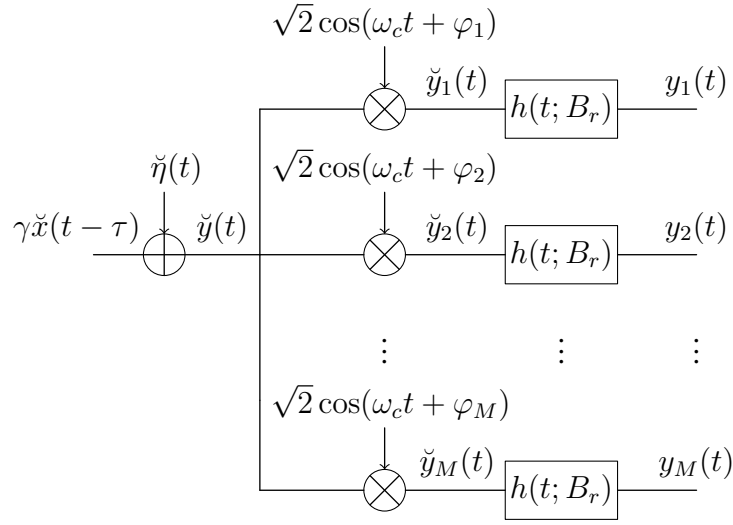 √2 cos(ω_c t + φ_1)
y̆_1(t)
h(t; B_r)
y_1(t)
√2 cos(ω_c t + φ_2)
η̆(t)
γx̆(t − τ)
y̆(t)
y̆_2(t)
h(t; B_r)
y_2(t)
⋮ ⋮ ⋮
√2 cos(ω_c t + φ_M)
y̆_M(t)
h(t; B_r)
y_M(t)